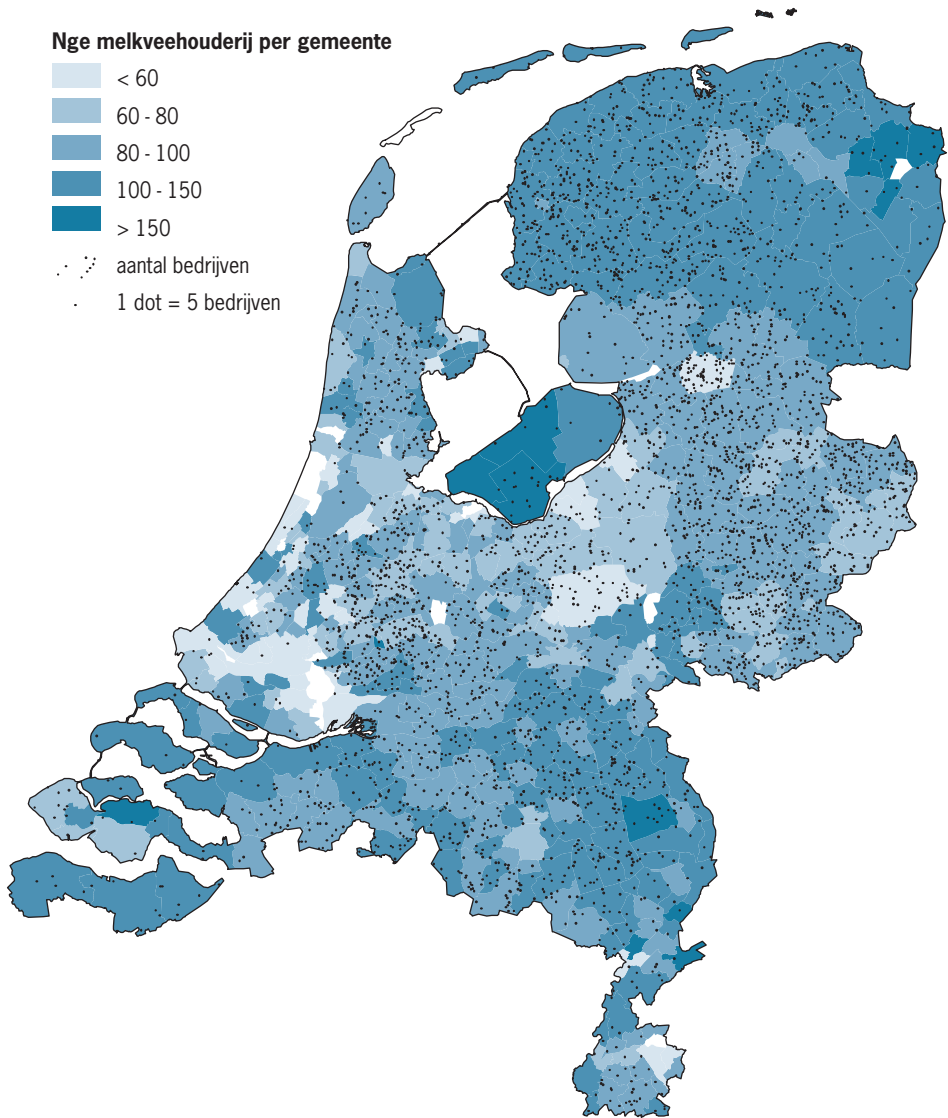 Nge melkveehouderij per gemeente
< 60
60 - 80
80 - 100
100 - 150
> 150
aantal bedrijven
1 dot = 5 bedrijven